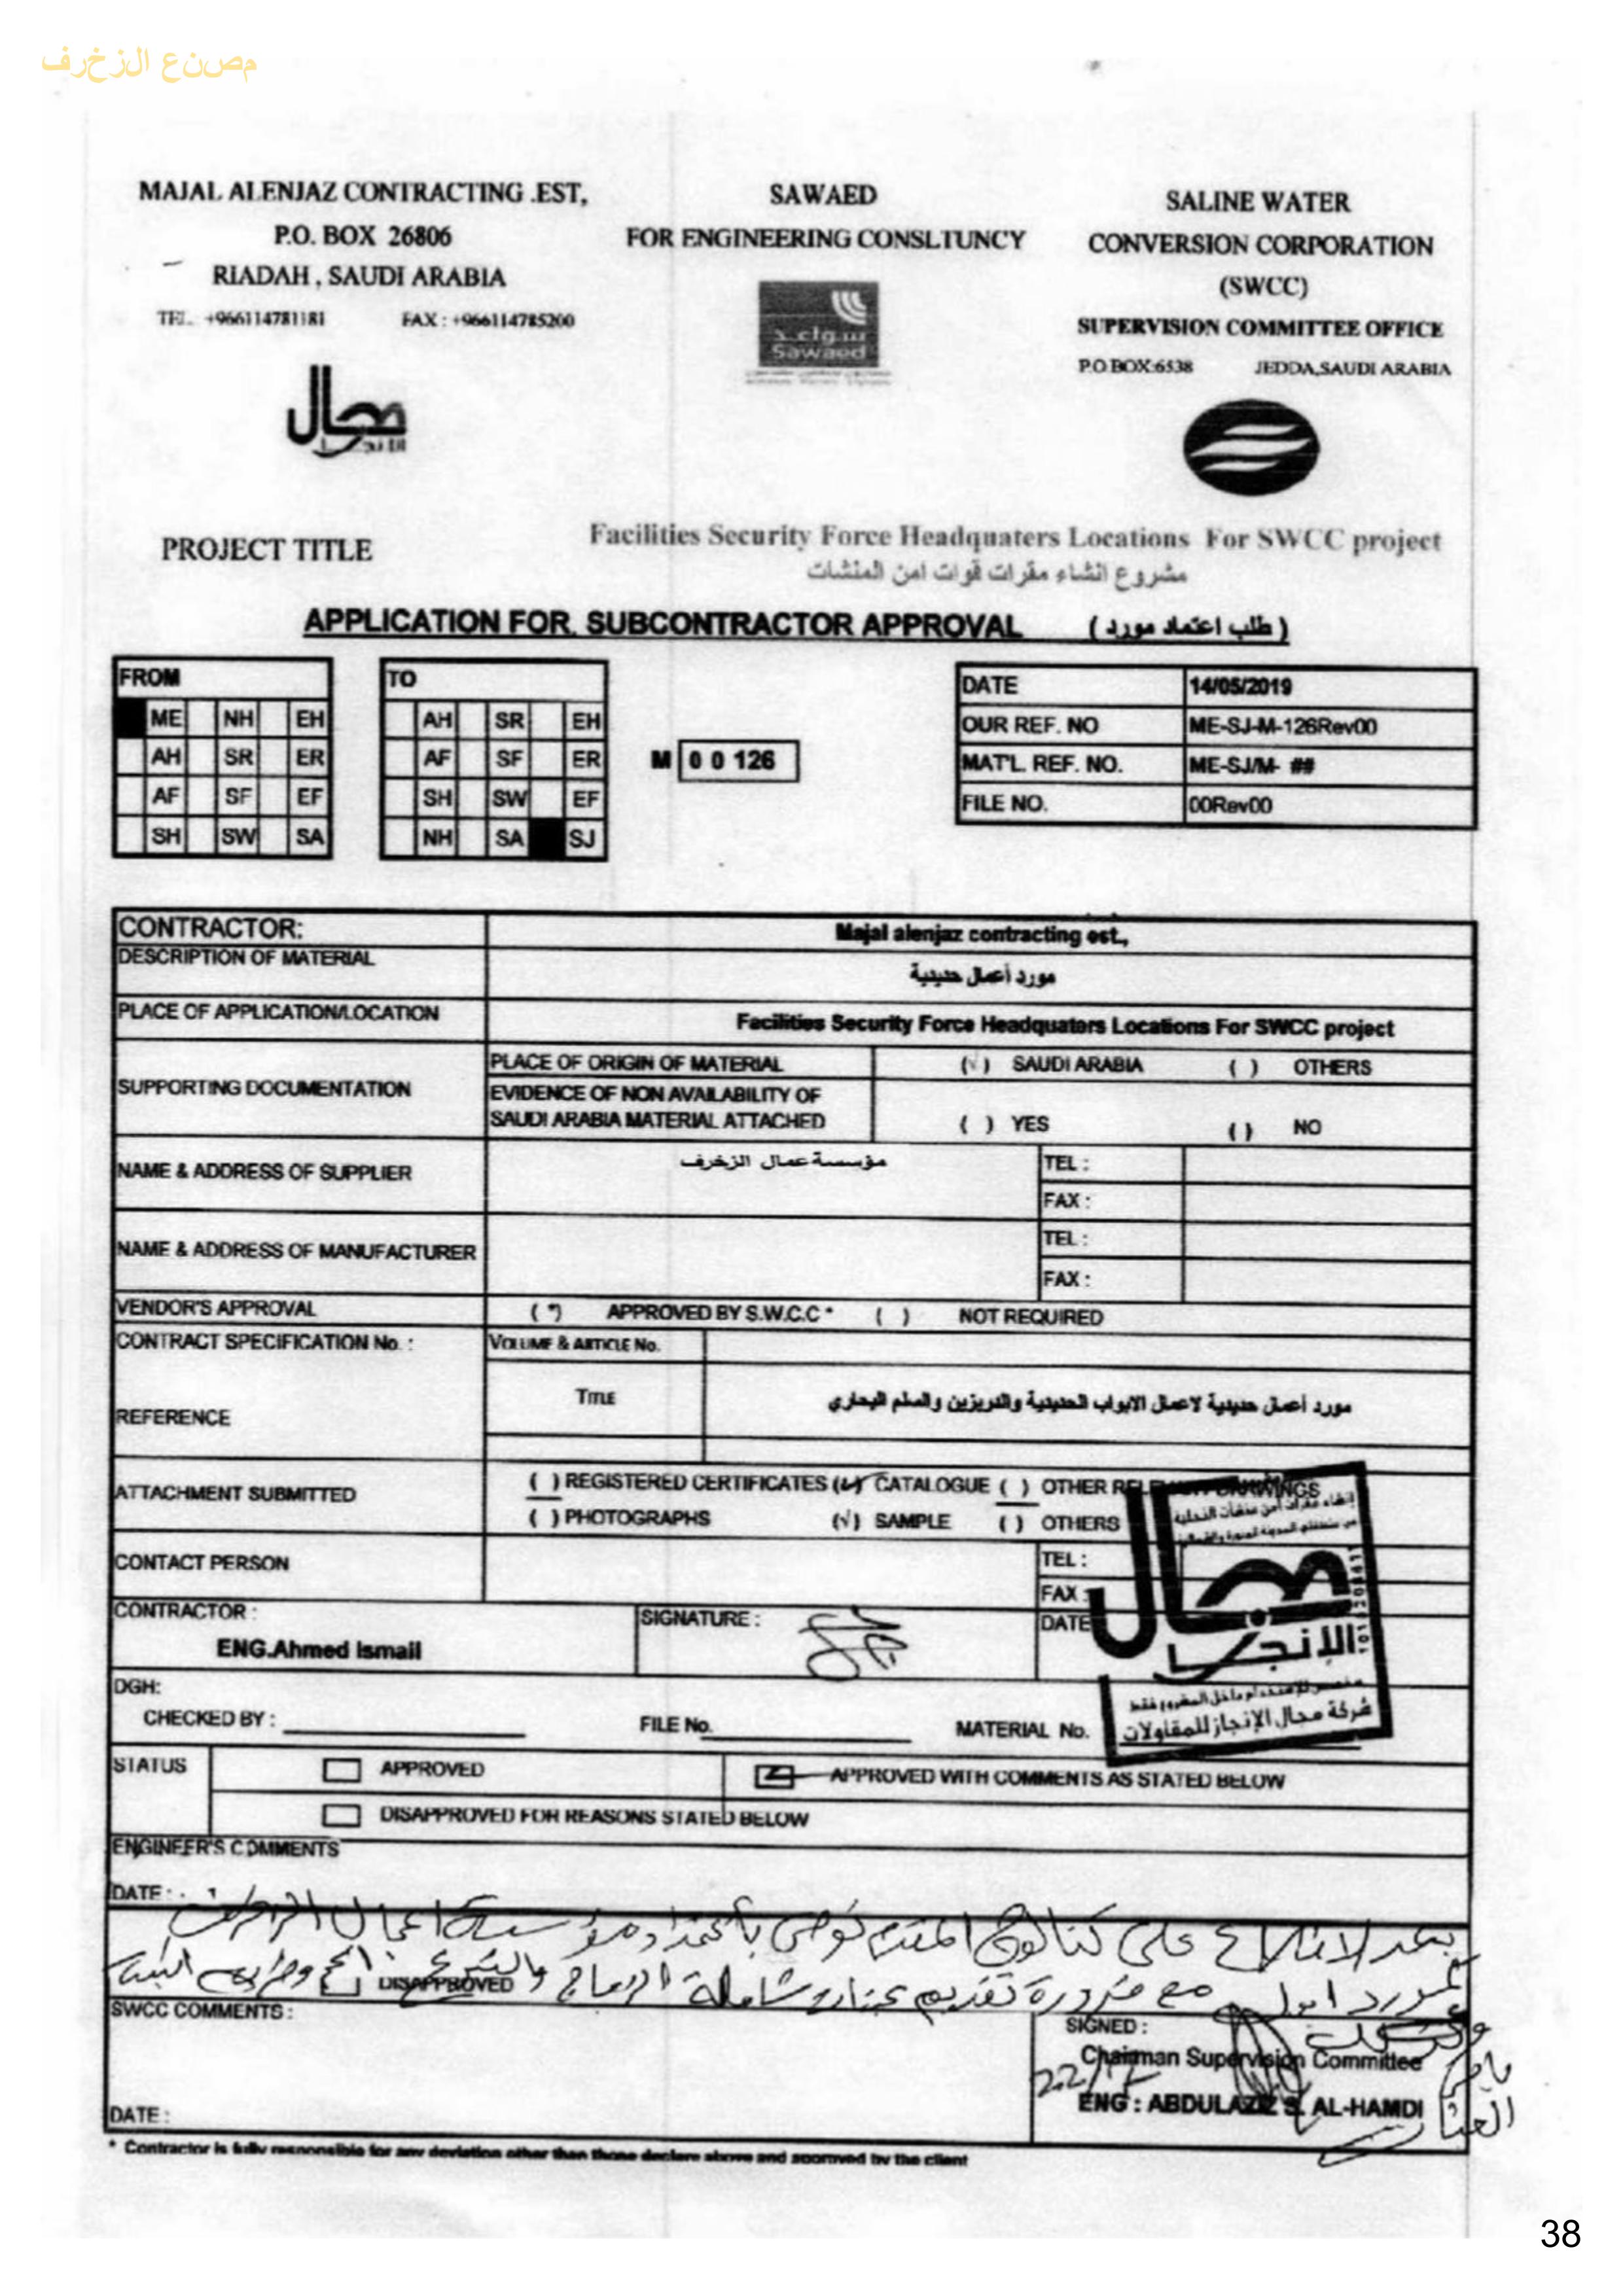 مصنع الزخرف
MAJAL ALENJAZ CONTRACTING .EST,
P.O. BOX 26806
RIADAH , SAUDI ARABIA
TEL. +966114781181 FAX : +966114785200
مجال
الإنجاز
SAWAED
FOR ENGINEERING CONSLTUNCY
سواعد
Sawaed
SALINE WATER
CONVERSION CORPORATION
(SWCC)
SUPERVISION COMMITTEE OFFICE
P.O BOX:6538 JEDDA,SAUDI ARABIA
PROJECT TITLE
Facilities Security Force Headquaters Locations For SWCC project
مشروع انشاء مقرات قوات امن المنشات
APPLICATION FOR. SUBCONTRACTOR APPROVAL ( طلب اعتماد مورد )
FROM
ME NH EH
AH SR ER
AF SF EF
SH SW SA
TO
AH SR EH
AF SF ER
SH SW EF
NH SA SJ
M 0 0 126
DATE 14/05/2019
OUR REF. NO ME-SJ-M-126Rev00
MAT'L REF. NO. ME-SJ/M- ##
FILE NO. 00Rev00
CONTRACTOR: Majal alenjaz contracting est.,
DESCRIPTION OF MATERIAL مورد أعمال حديدية
PLACE OF APPLICATION/LOCATION Facilities Security Force Headquaters Locations For SWCC project
SUPPORTING DOCUMENTATION
PLACE OF ORIGIN OF MATERIAL (√) SAUDI ARABIA ( ) OTHERS
EVIDENCE OF NON AVAILABILITY OF
SAUDI ARABIA MATERIAL ATTACHED ( ) YES ( ) NO
NAME & ADDRESS OF SUPPLIER مؤسسة عمال الزخرف TEL :
FAX :
NAME & ADDRESS OF MANUFACTURER TEL :
FAX :
VENDOR'S APPROVAL ( *) APPROVED BY S.W.C.C * ( ) NOT REQUIRED
CONTRACT SPECIFICATION No. : VOLUME & ARTICLE No.
REFERENCE TITLE مورد أعمال حديدية لاعمال الابواب الحديدية والدربزين والسلم البحاري
ATTACHMENT SUBMITTED
( ) REGISTERED CERTIFICATES (√) CATALOGUE ( ) OTHER RELEVANT DRAWINGS
( ) PHOTOGRAPHS (√) SAMPLE ( ) OTHERS
CONTACT PERSON TEL :
FAX :
CONTRACTOR :
ENG.Ahmed Ismail
SIGNATURE :
DATE
إنشاء مقرات أمن منشآت التحلية
مجال
الإنجاز
شركة مجال الإنجاز للمقاولات
DGH:
CHECKED BY : FILE No. MATERIAL No.
STATUS APPROVED APPROVED WITH COMMENTS AS STATED BELOW
DISAPPROVED FOR REASONS STATED BELOW
ENGINEER'S COMMENTS
DATE :
بعد الاطلاع على كتالوج المقدم نوصى بأعتماد مؤسسة اعمال الزخرف
كمورد مع ضرورة تقديم شاملة
DISAPPROVED
SWCC COMMENTS :
DATE :
SIGNED :
Chairman Supervision Committee
ENG : ABDULAZIZ S. AL-HAMDI
* Contractor is fully responsible for any deviation other than those declare above and approved by the client
38